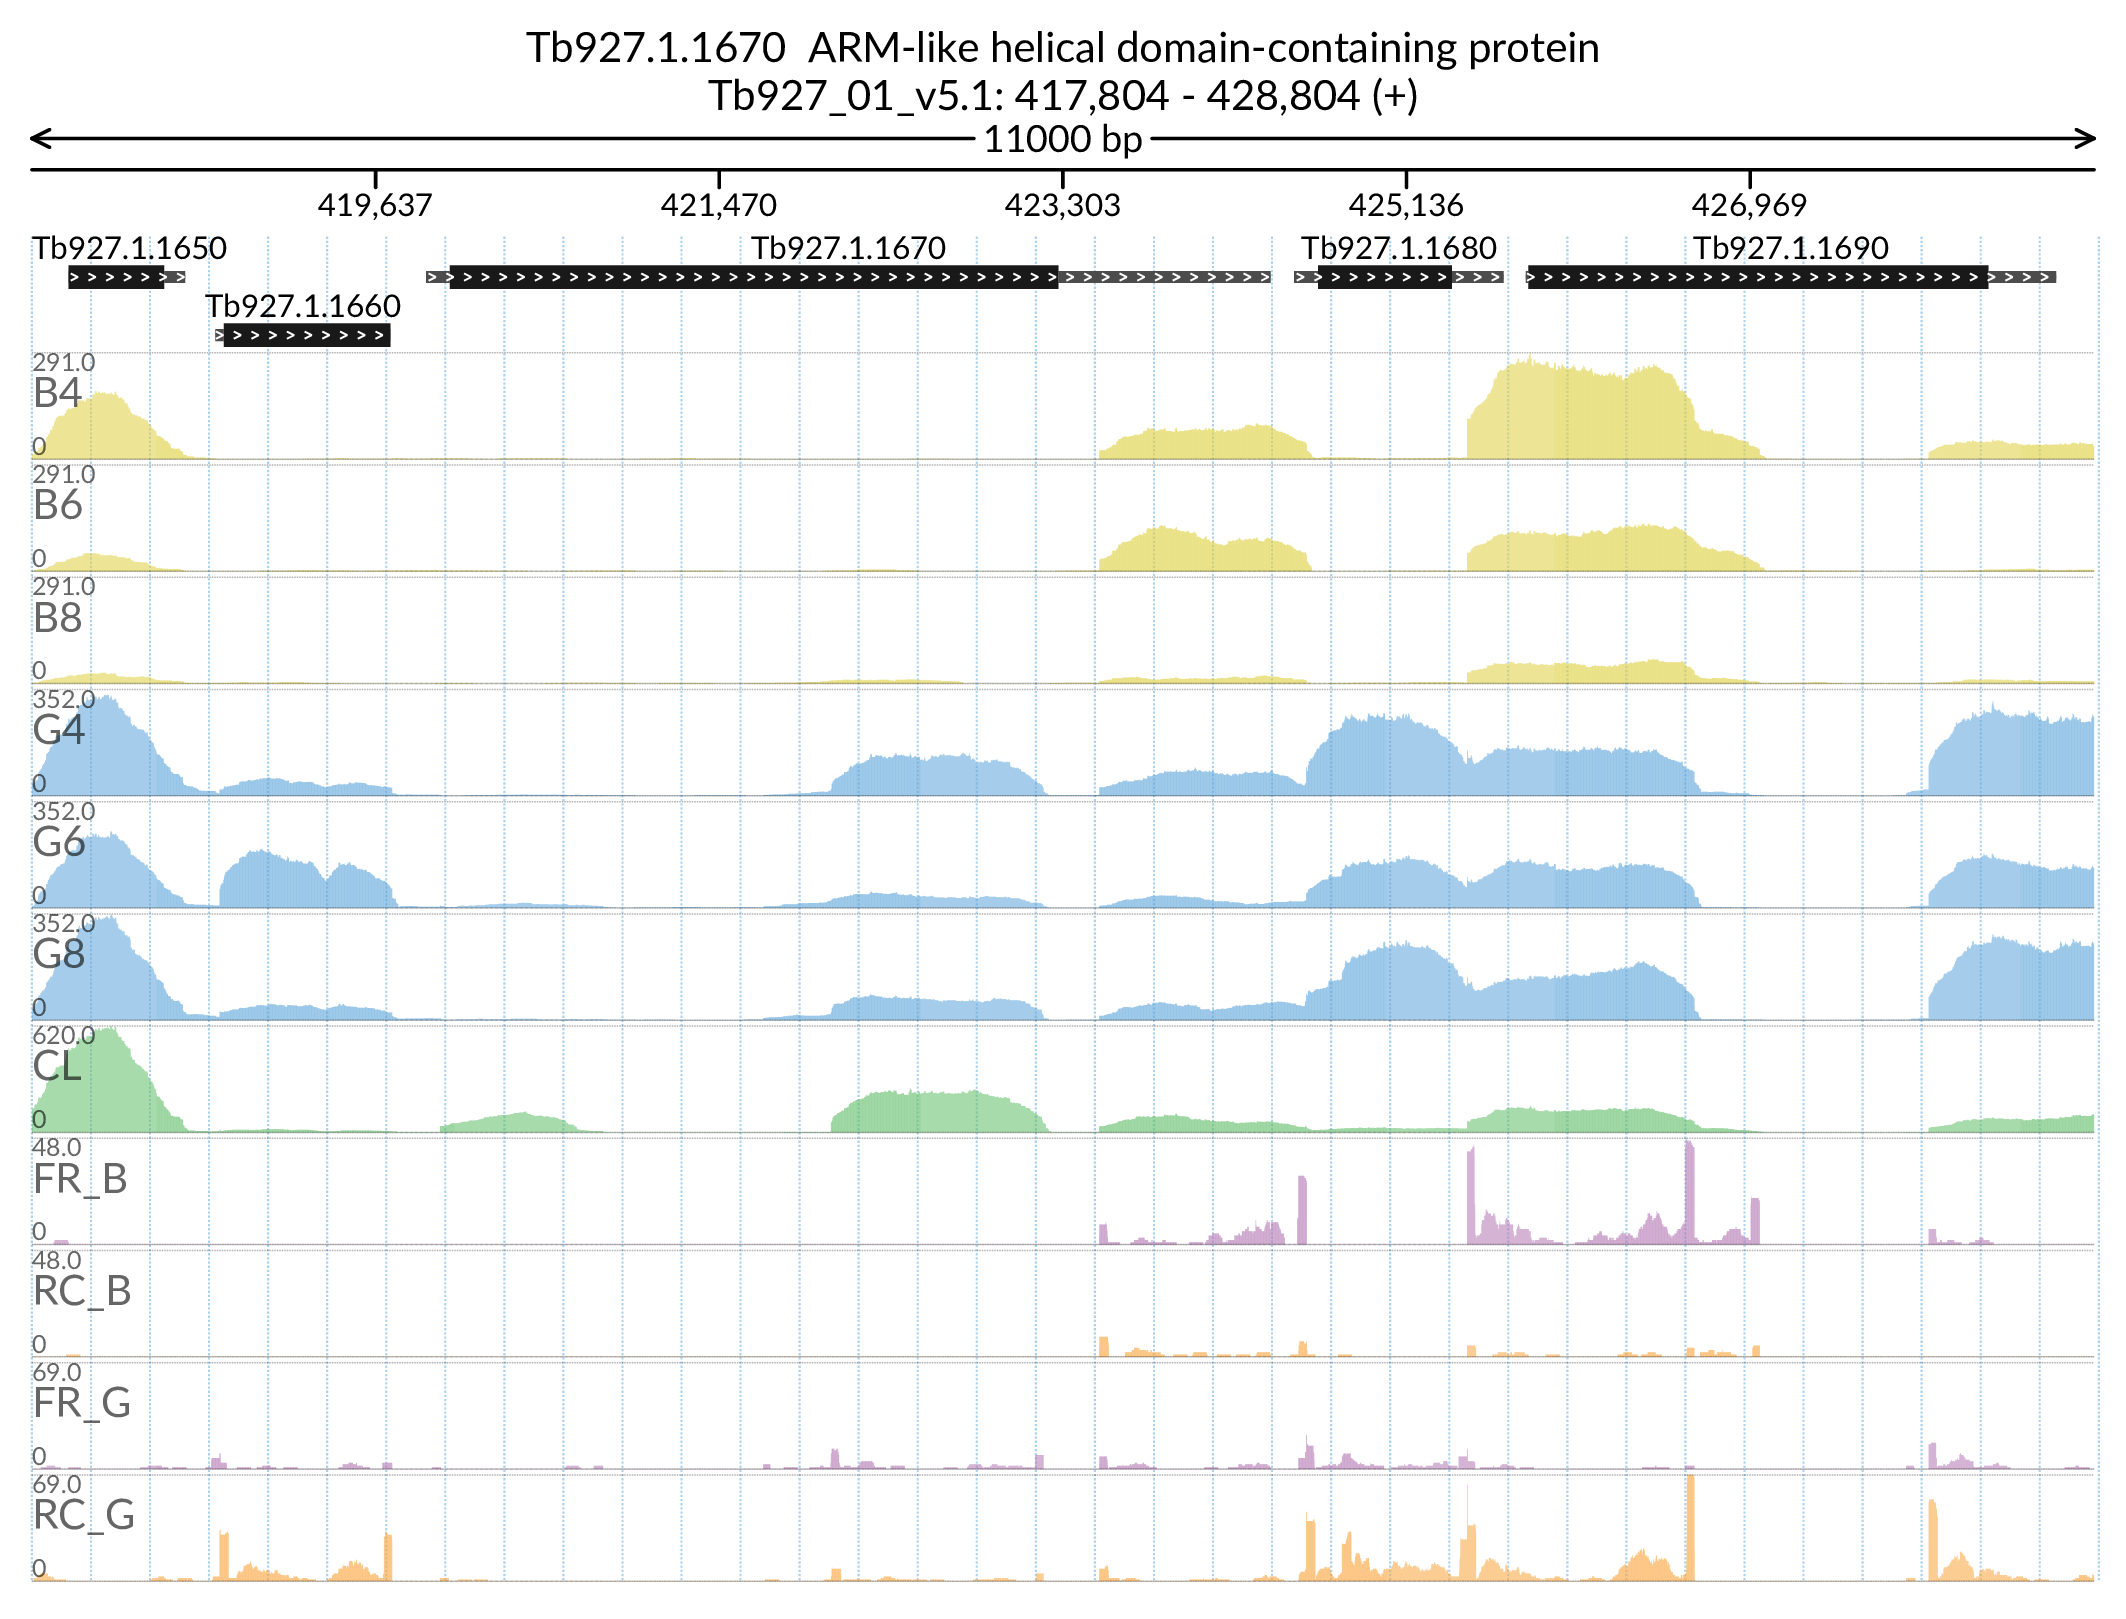 Tb927.1.1670 ARM-like helical domain-containing protein
Tb927_01_v5.1: 417,804 - 428,804 (+)
11000 bp
419,637 421,470 423,303 425,136 426,969
Tb927.1.1650 Tb927.1.1670 Tb927.1.1680 Tb927.1.1690
Tb927.1.1660
291.0
B4
0
291.0
B6
0
291.0
B8
0
352.0
G4
0
352.0
G6
0
352.0
G8
0
620.0
CL
0
48.0
FR_B
0
48.0
RC_B
0
69.0
FR_G
0
69.0
RC_G
0